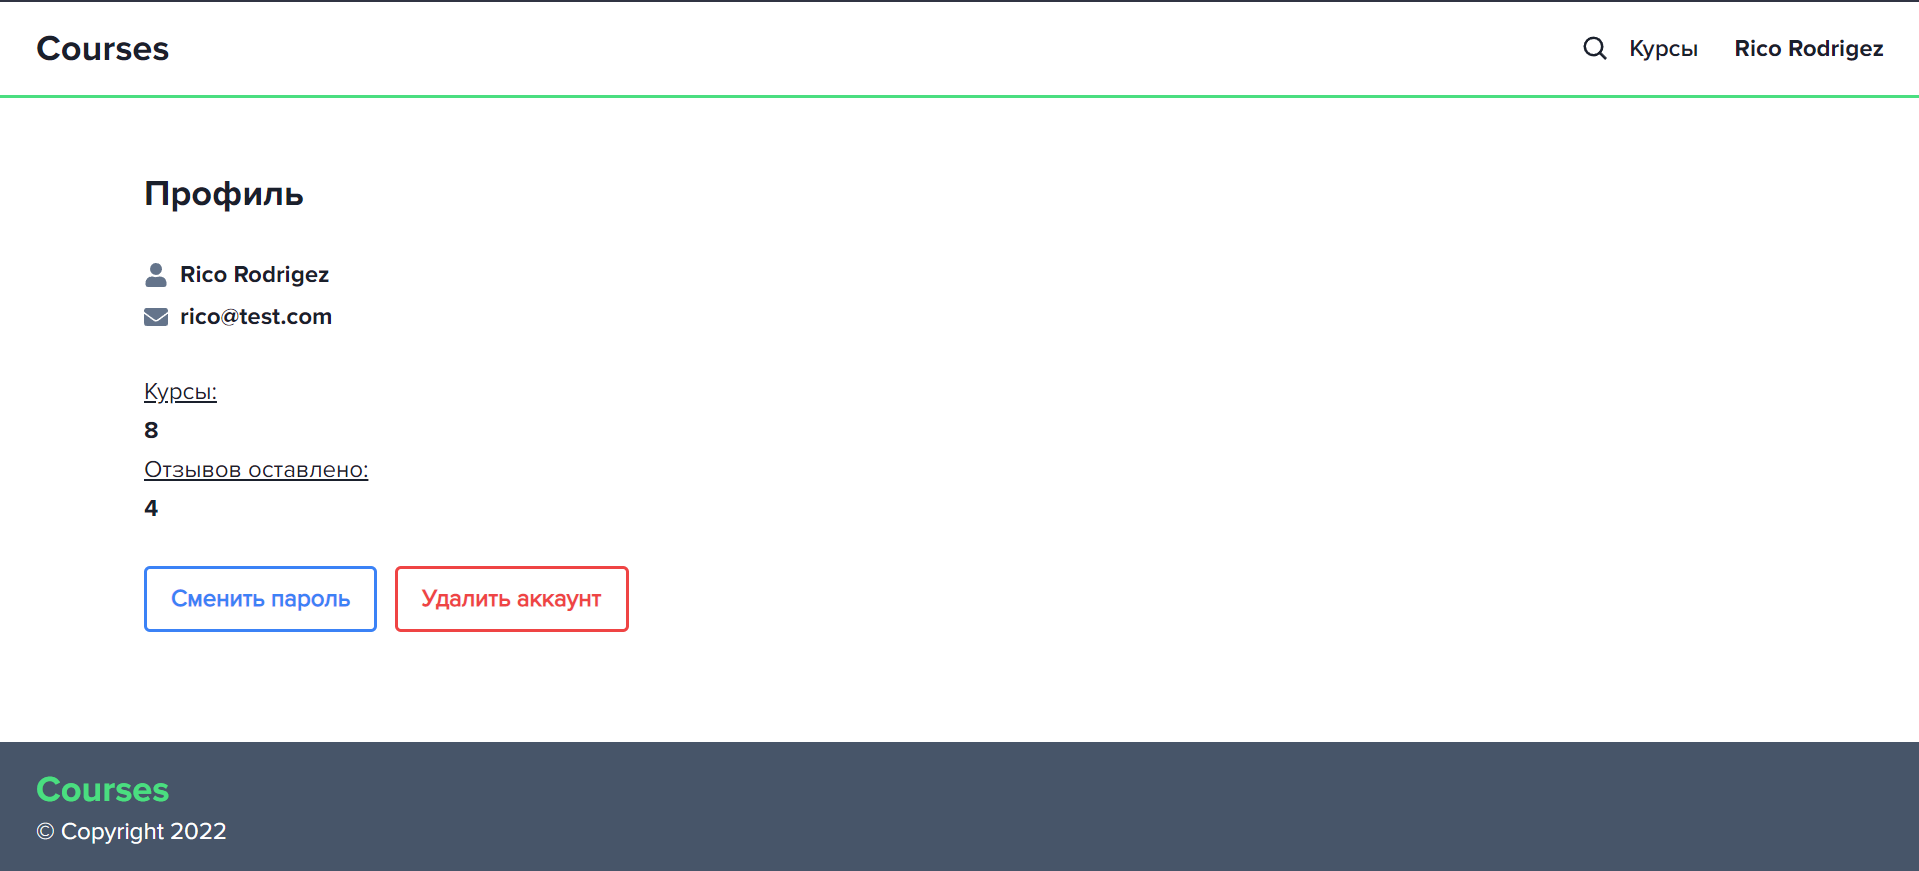 Courses
Курсы
Rico Rodrigez
Профиль
Rico Rodrigez
rico@test.com
Курсы:
8
Отзывов оставлено:
4
Сменить пароль
Удалить аккаунт
Courses
© Copyright 2022